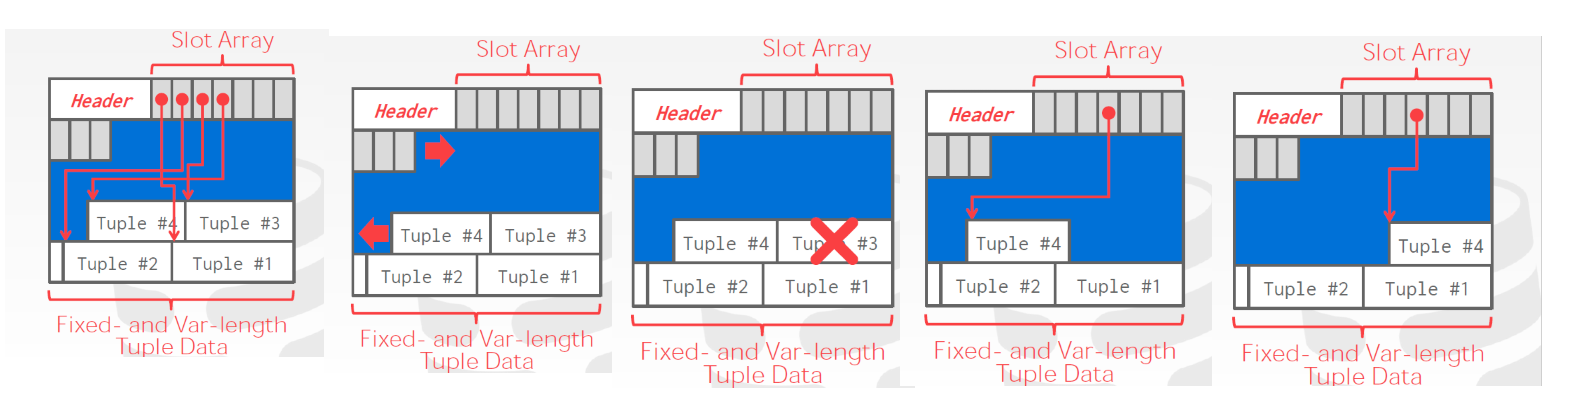 Slot Array
Header
Tuple #4 Tuple #3
Tuple #2 Tuple #1
Fixed- and Var-length
Tuple Data
Slot Array
Header
Tuple #4 Tuple #3
Tuple #2 Tuple #1
Fixed- and Var-length
Tuple Data
Slot Array
Header
Tuple #4 Tuple #3
Tuple #2 Tuple #1
Fixed- and Var-length
Tuple Data
Slot Array
Header
Tuple #4
Tuple #2 Tuple #1
Fixed- and Var-length
Tuple Data
Slot Array
Header
Tuple #4
Tuple #2 Tuple #1
Fixed- and Var-length
Tuple Data